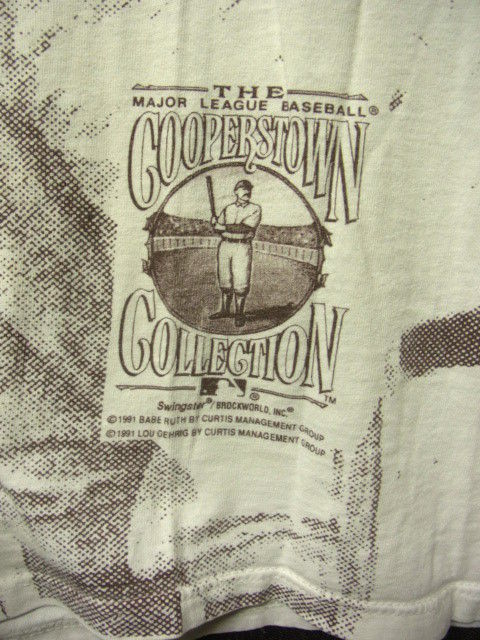 THE
MAJOR LEAGUE BASEBALL®
COOPERSTOWN
COLLECTION
®
™
Swingster®/BROCKWORLD, INC.®
©1991 BABE RUTH BY CURTIS MANAGEMENT GROUP
©1991 LOU GEHRIG BY CURTIS MANAGEMENT GROUP